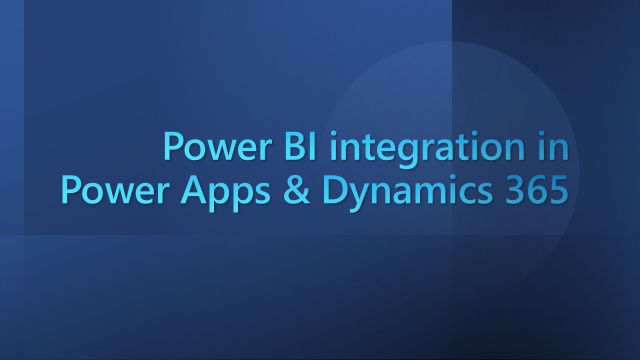 Power BI integration in
Power Apps & Dynamics 365